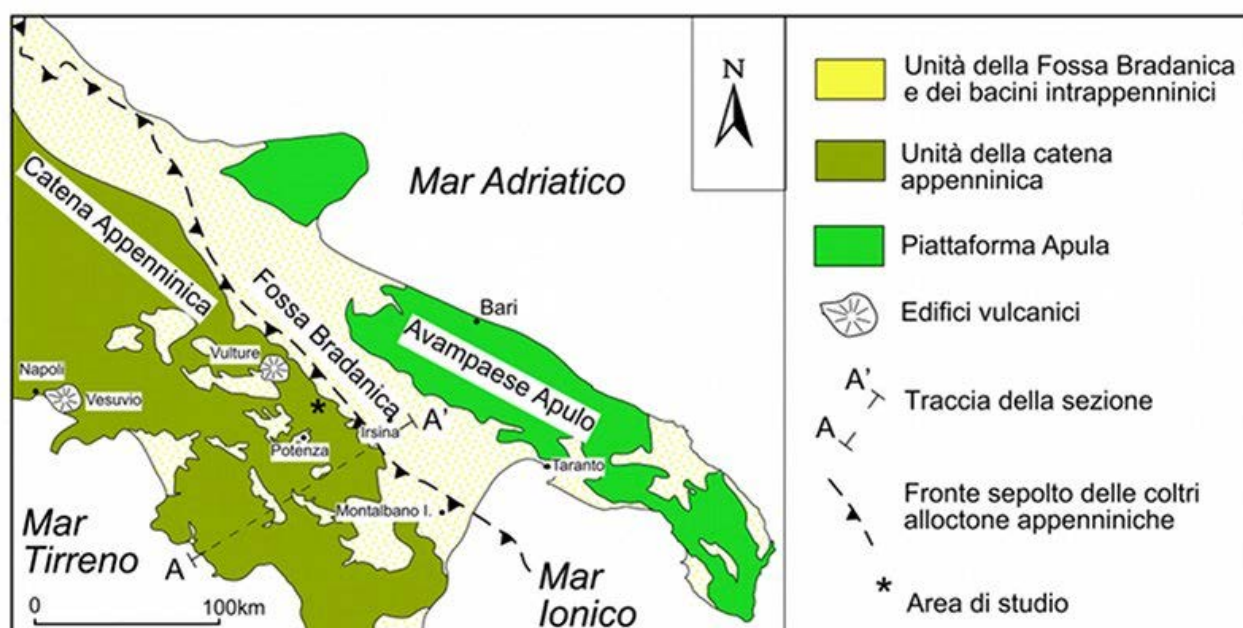 Mar Adriatico
N
Catena Appenninica
Fossa Bradanica
Bari
Avampaese Apulo
Vulture
Napoli
Vesuvio
A'
Irsina
Potenza
Taranto
Montalbano I.
Mar
Tirreno
A
Mar
Ionico
0 100km
Unità della Fossa Bradanica
e dei bacini intrappenninici
Unità della catena
appenninica
Piattaforma Apula
Edifici vulcanici
A'
A
Traccia della sezione
Fronte sepolto delle coltri
alloctone appenniniche
* Area di studio